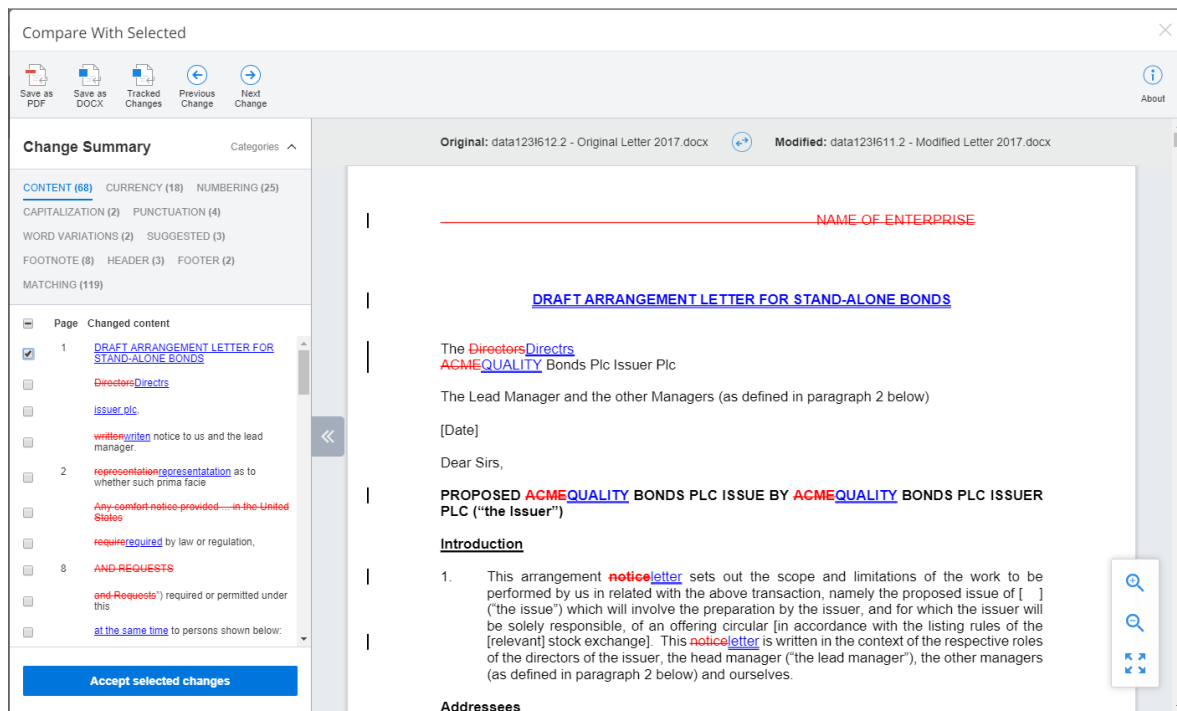 Compare With Selected
Save as PDF
Save as DOCX
Tracked Changes
Previous Change
Next Change
About
Change Summary
Categories
CONTENT (68) CURRENCY (18) NUMBERING (25)
CAPITALIZATION (2) PUNCTUATION (4)
WORD VARIATIONS (2) SUGGESTED (3)
FOOTNOTE (8) HEADER (3) FOOTER (2)
MATCHING (119)
Page Changed content
1 DRAFT ARRANGEMENT LETTER FOR
STAND-ALONE BONDS
DirectorsDirectrs
issuer plc,
writtenwriten notice to us and the lead
manager.
2 representationrepresentatation as to
whether such prima facie
Any comfort notice provided ... in the United
States
requirerequired by law or regulation,
8 AND REQUESTS
and Requests") required or permitted under
this
at the same time to persons shown below:
Accept selected changes
Original: data123!612.2 - Original Letter 2017.docx
Modified: data123!611.2 - Modified Letter 2017.docx
NAME OF ENTERPRISE
DRAFT ARRANGEMENT LETTER FOR STAND-ALONE BONDS
The DirectorsDirectrs
ACMEQUALITY Bonds Plc Issuer Plc
The Lead Manager and the other Managers (as defined in paragraph 2 below)
[Date]
Dear Sirs,
PROPOSED ACMEQUALITY BONDS PLC ISSUE BY ACMEQUALITY BONDS PLC ISSUER
PLC (“the Issuer”)
Introduction
1. This arrangement noticeletter sets out the scope and limitations of the work to be
performed by us in related with the above transaction, namely the proposed issue of [ ]
(“the issue”) which will involve the preparation by the issuer, and for which the issuer will
be solely responsible, of an offering circular [in accordance with the listing rules of the
[relevant] stock exchange]. This noticeletter is written in the context of the respective roles
of the directors of the issuer, the head manager (“the lead manager”), the other managers
(as defined in paragraph 2 below) and ourselves.
Addressees